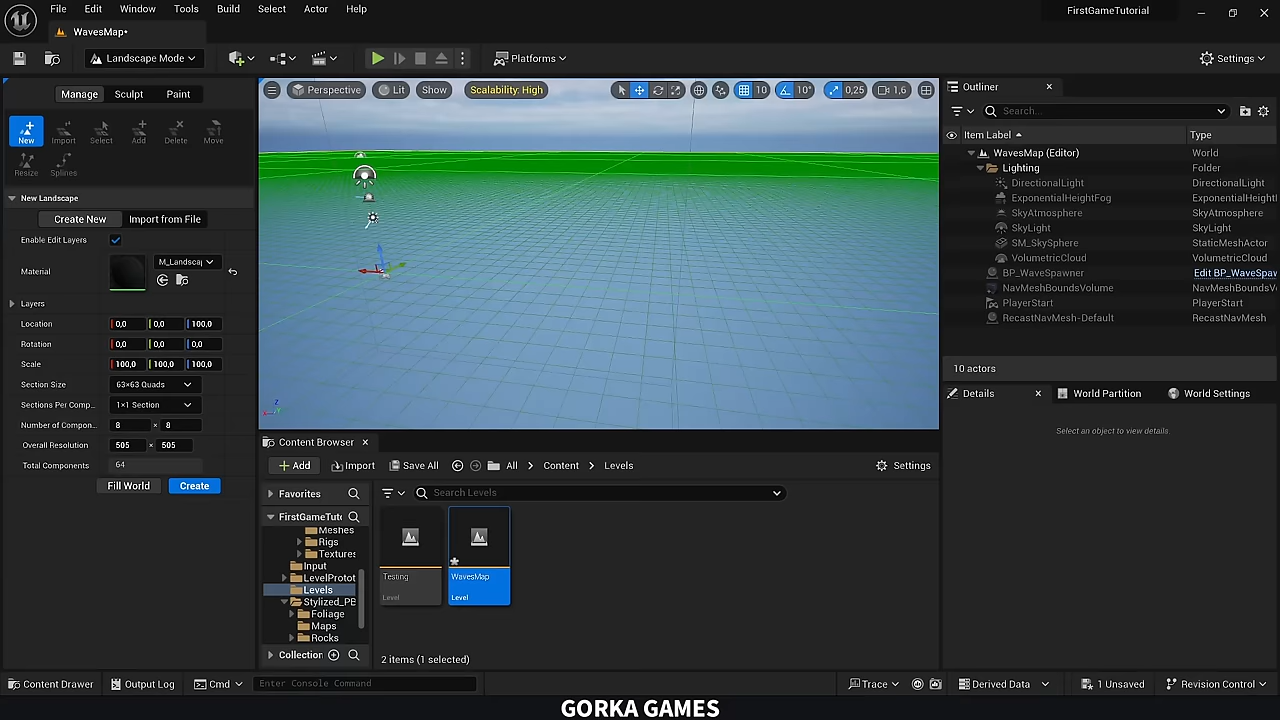 File Edit Window Tools Build Select Actor Help
FirstGameTutorial
WavesMap•
Landscape Mode
Platforms
Settings
Manage Sculpt Paint
New Import Select Add Delete Move
Resize Splines
New Landscape
Create New Import from File
Enable Edit Layers
Material M_Landscap
Layers
Location 0,0 0,0 100,0
Rotation 0,0 0,0 0,0
Scale 100,0 100,0 100,0
Section Size 63×63 Quads
Sections Per Comp... 1×1 Section
Number of Compon... 8 × 8
Overall Resolution 505 × 505
Total Components 64
Fill World Create
Perspective Lit Show Scalability: High 10 10° 0,25 1,6
Z
X Y
Outliner
Search...
Item Label Type
WavesMap (Editor) World
Lighting Folder
DirectionalLight DirectionalLight
ExponentialHeightFog ExponentialHeight
SkyAtmosphere SkyAtmosphere
SkyLight SkyLight
SM_SkySphere StaticMeshActor
VolumetricCloud VolumetricCloud
BP_WaveSpawner Edit BP_WaveSpav
NavMeshBoundsVolume NavMeshBoundsV
PlayerStart PlayerStart
RecastNavMesh-Default RecastNavMesh
10 actors
Details World Partition World Settings
Select an object to view details.
Content Browser
Add Import Save All All Content Levels Settings
Favorites
Search Levels
FirstGameTuto
Meshes
Rigs
Textures
Input
LevelPrototy
Levels
Stylized_PB
Foliage
Maps
Rocks
Collection
Testing
Level
WavesMap
Level
2 items (1 selected)
Content Drawer Output Log Cmd Enter Console Command
Trace Derived Data 1 Unsaved Revision Control
GORKA GAMES